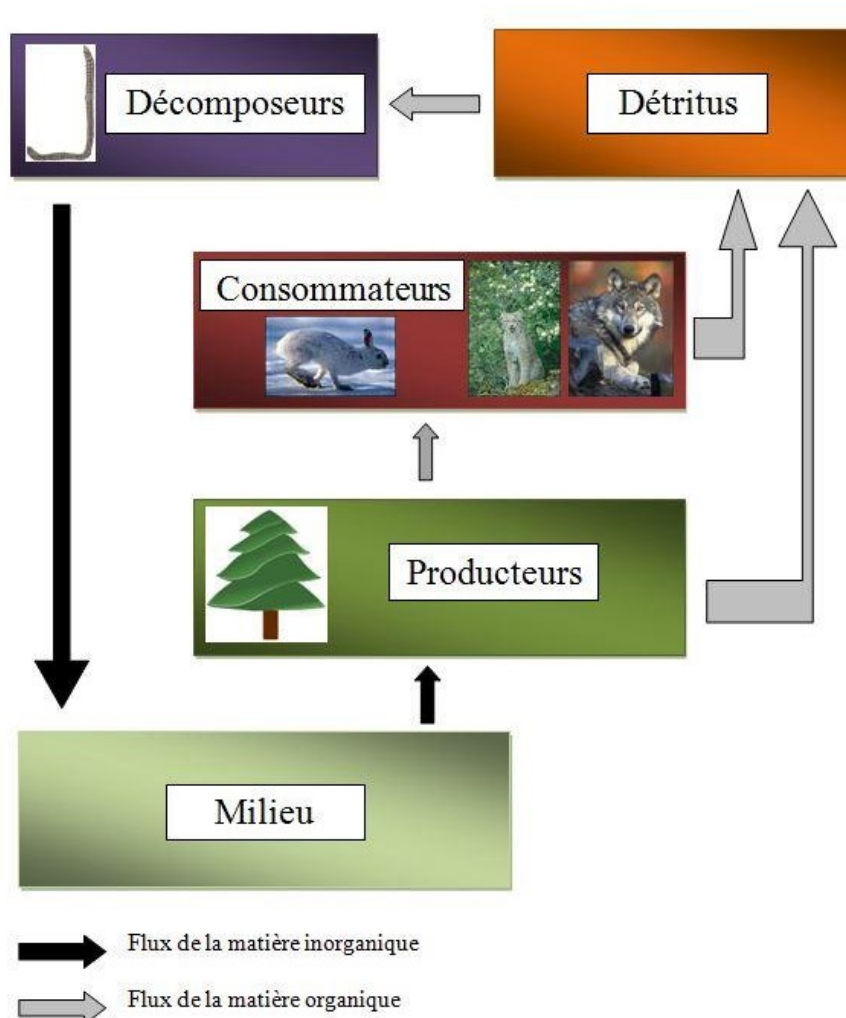 Décomposeurs
Détritus
Consommateurs
Producteurs
Milieu
Flux de la matière inorganique
Flux de la matière organique